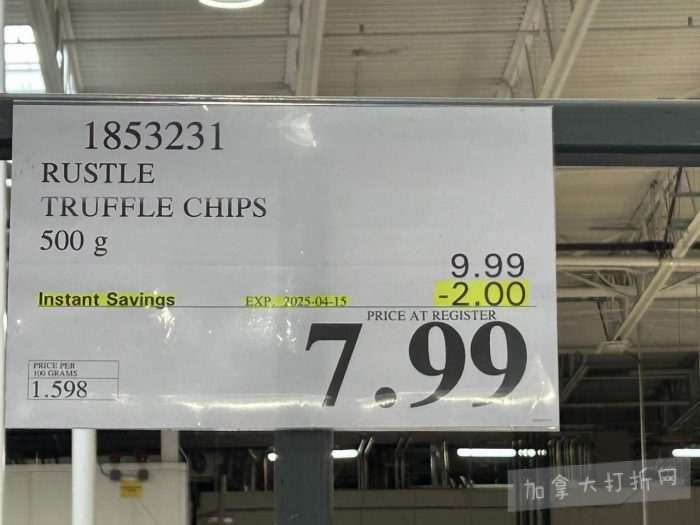 1853231
RUSTLE
TRUFFLE CHIPS
500 g
9.99
Instant Savings EXP. 2025-04-15 -2.00
PRICE AT REGISTER
7.99
PRICE PER
100 GRAMS
1.598
加拿大打折网